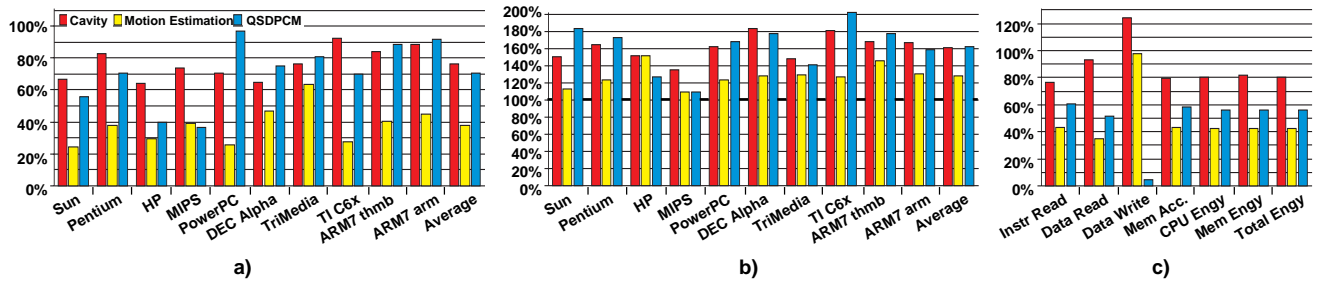 100%
80%
60%
40%
20%
0%
Cavity Motion Estimation QSDPCM
Sun
Pentium
HP
MIPS
PowerPC
DEC Alpha
TriMedia
TI C6x
ARM7 thmb
ARM7 arm
Average
a)
200%
180%
160%
140%
120%
100%
80%
60%
40%
20%
0%
Sun
Pentium
HP
MIPS
PowerPC
DEC Alpha
TriMedia
TI C6x
ARM7 thmb
ARM7 arm
Average
b)
120%
100%
80%
60%
40%
20%
0%
Instr Read
Data Read
Data Write
Mem Acc.
CPU Engy
Mem Engy
Total Engy
c)